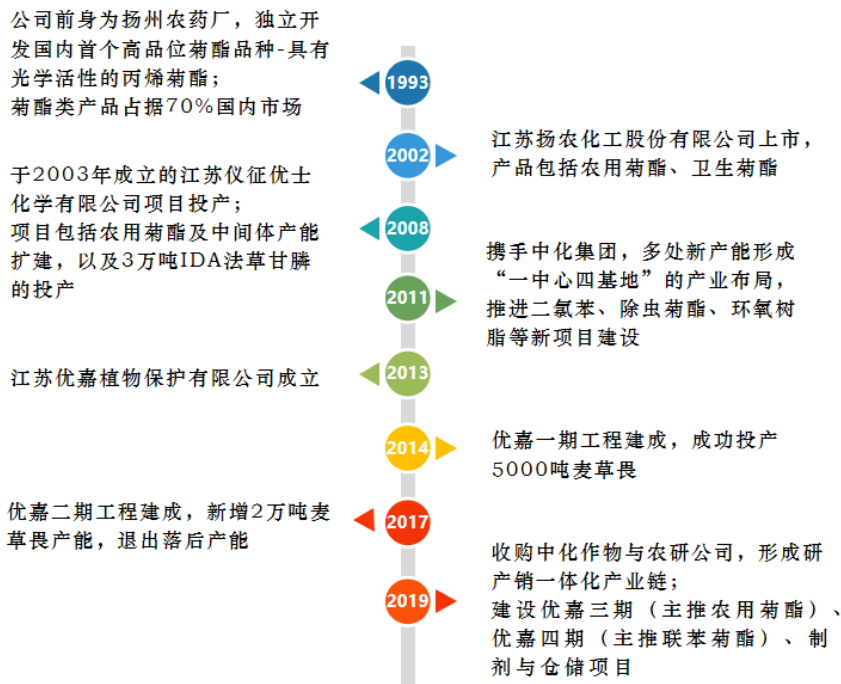 公司前身为扬州农药厂，独立开
发国内首个高品位菊酯品种-具有
光学活性的丙烯菊酯；
菊酯类产品占据70%国内市场
1993
2002
江苏扬农化工股份有限公司上市，
产品包括农用菊酯、卫生菊酯
于2003年成立的江苏仪征优士
化学有限公司项目投产；
项目包括农用菊酯及中间体产能
扩建，以及3万吨IDA法草甘膦
的投产
2008
2011
携手中化集团，多处新产能形成
“一中心四基地”的产业布局，
推进二氯苯、除虫菊酯、环氧树
脂等新项目建设
江苏优嘉植物保护有限公司成立
2013
2014
优嘉一期工程建成，成功投产
5000吨麦草畏
优嘉二期工程建成，新增2万吨麦
草畏产能，退出落后产能
2017
2019
收购中化作物与农研公司，形成研
产销一体化产业链；
建设优嘉三期（主推农用菊酯）、
优嘉四期（主推联苯菊酯）、制
剂与仓储项目